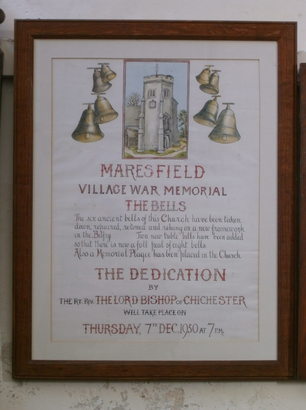 MARESFIELD
VILLAGE WAR MEMORIAL
THE BELLS
The six ancient bells of this Church have been taken
down, repaired, retuned and rehung on a new framework
in the Belfry. Two new treble bells have been added
so that there is now a full peal of eight bells.
Also a Memorial Plaque has been placed in the Church
THE DEDICATION
BY
THE RT. REV. THE LORD BISHOP OF CHICHESTER
WILL TAKE PLACE ON
THURSDAY, 7TH DEC. 1950 AT 7 P.M.